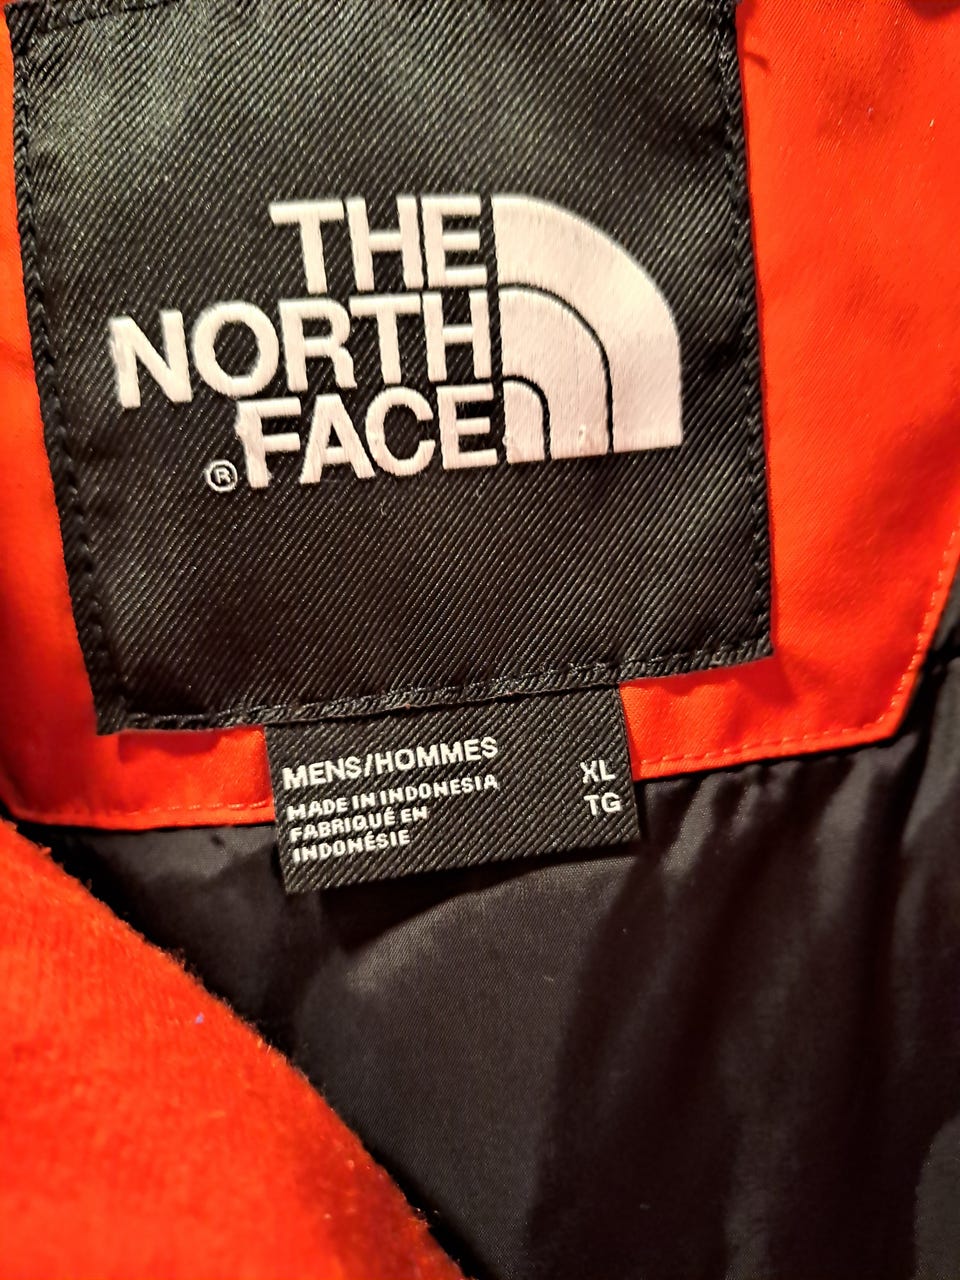 THE
NORTH
FACE
®
MENS/HOMMES
MADE IN INDONESIA
FABRIQUÉ EN
INDONÉSIE
XL
TG